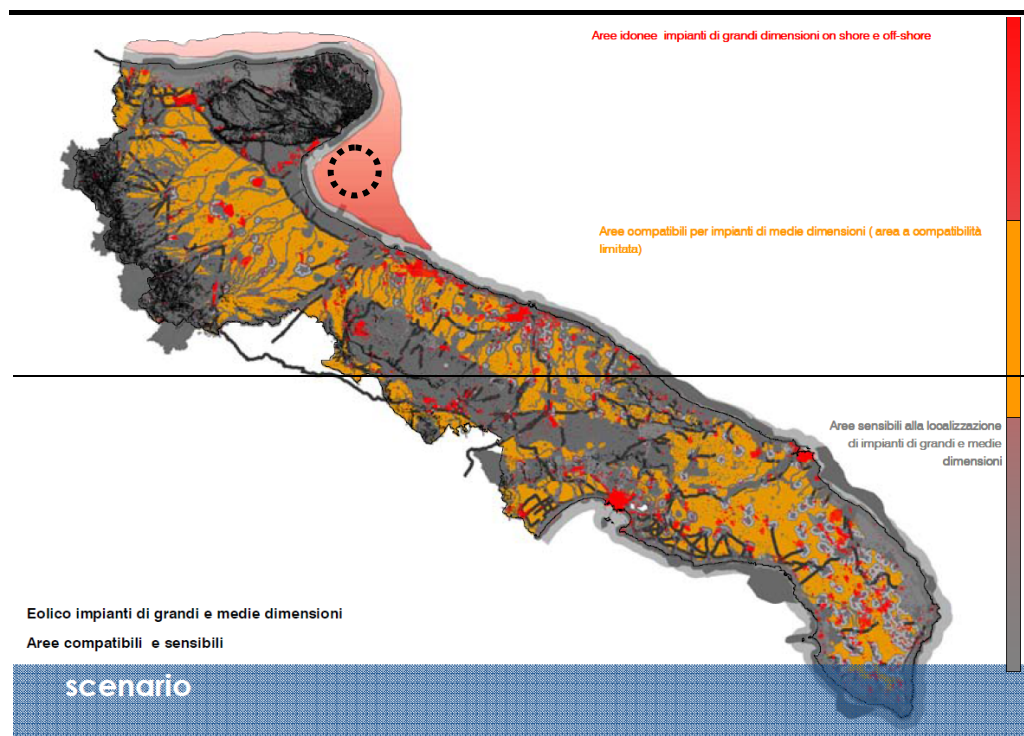 Aree idonee impianti di grandi dimensioni on shore e off-shore
Aree compatibili per impianti di medie dimensioni ( area a compatibilità
limitata)
Aree sensibili alla localizzazione
di impianti di grandi e medie
dimensioni
Eolico impianti di grandi e medie dimensioni
Aree compatibili e sensibili
scenario